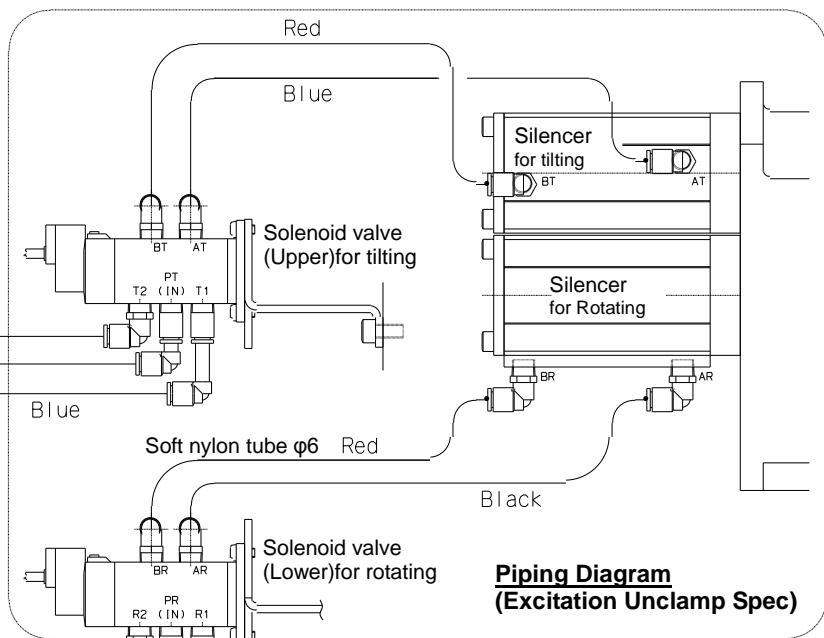 Red
Blue
Silencer
for tilting
BT
AT
BT AT
Solenoid valve
(Upper)for tilting
PT
T2 (IN) T1
Silencer
for Rotating
BR
AR
Blue
Soft nylon tube φ6 Red
Black
BR AR
Solenoid valve
(Lower)for rotating
PR
R2 (IN) R1
Piping Diagram
(Excitation Unclamp Spec)